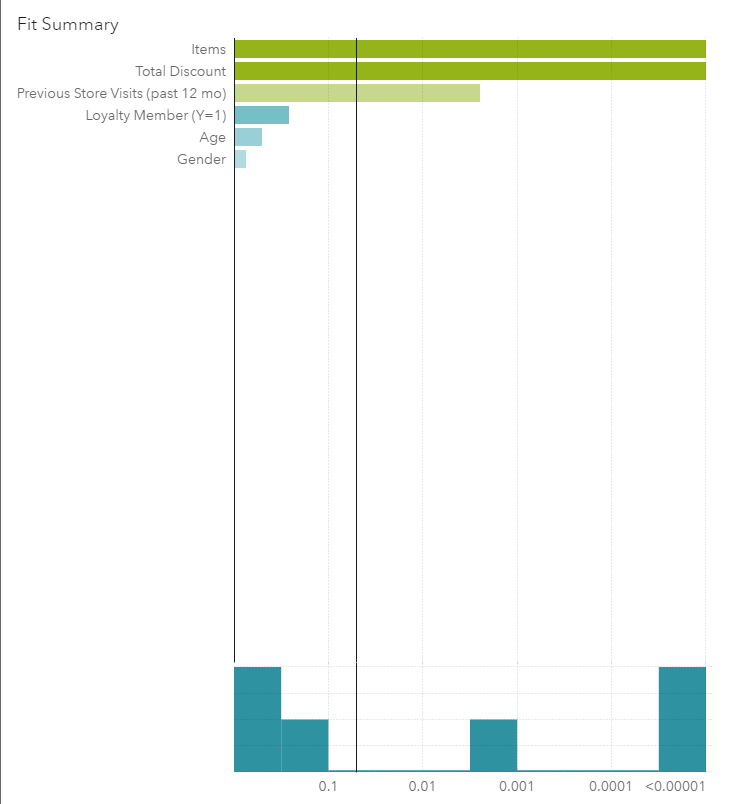 Fit Summary
Items
Total Discount
Previous Store Visits (past 12 mo)
Loyalty Member (Y=1)
Age
Gender
0.1 0.01 0.001 0.0001 <0.00001